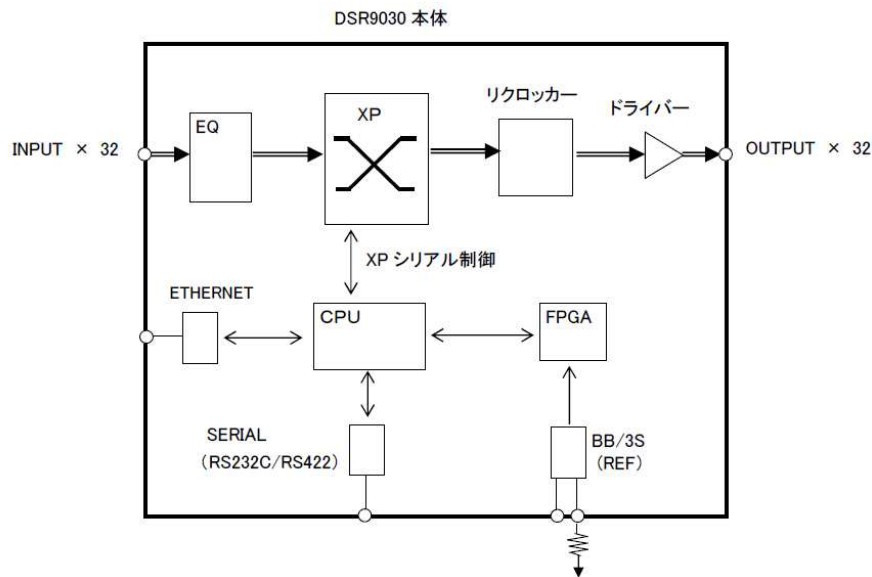 DSR9030 本体
INPUT × 32
EQ
XP
リクロッカー
ドライバー
OUTPUT × 32
XP シリアル制御
ETHERNET
CPU
FPGA
SERIAL
(RS232C/RS422)
BB/3S
(REF)